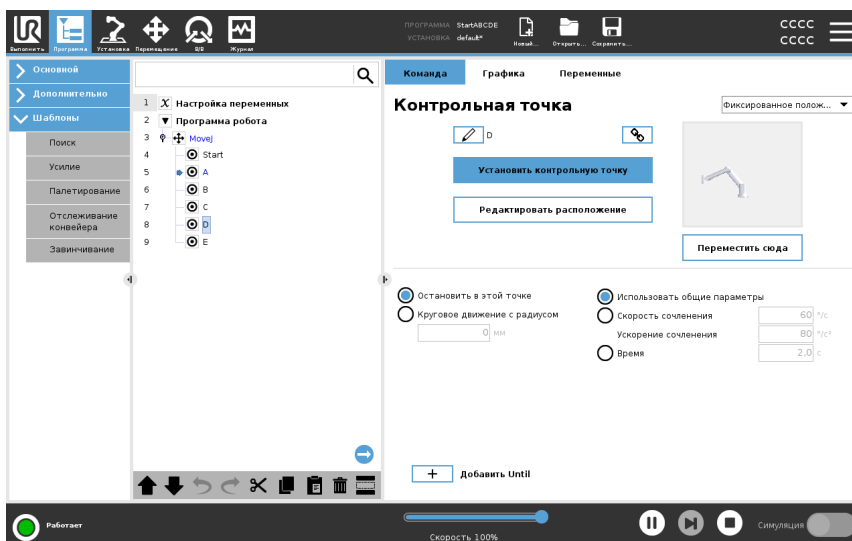 UR
ПРОГРАММА StartABCDE
УСТАНОВКА default*
Выполнить Программа Установка Перемещение В/В Журнал
Новый... Открыть... Сохранить...
CCCC
CCCC
Основной
Дополнительно
Шаблоны
Поиск
Усилие
Палетирование
Отслеживание
конвейера
Завинчивание
1 X Настройка переменных
2 Программа робота
3 MoveJ
4 Start
5 A
6 B
7 C
8 D
9 E
Команда Графика Переменные
Контрольная точка
Фиксированное полож...
D
Установить контрольную точку
Редактировать расположение
Переместить сюда
Остановить в этой точке
Круговое движение с радиусом
0 мм
Использовать общие параметры
Скорость сочленения 60 °/с
Ускорение сочленения 80 °/с²
Время 2.0 с
+ Добавить Until
Работает
Скорость 100%
Симуляция